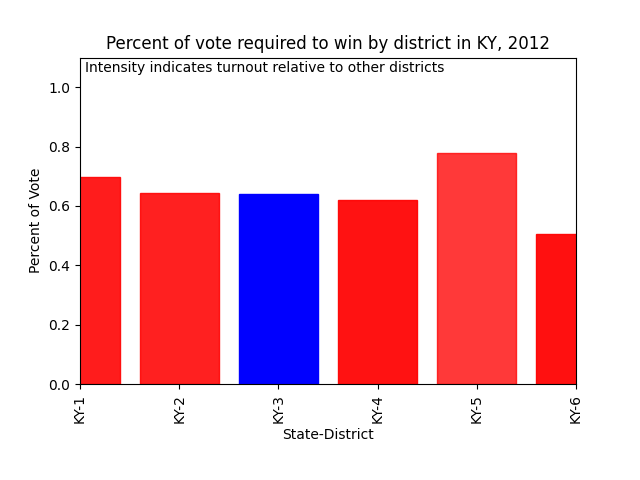 Percent of vote required to win by district in KY, 2012
Intensity indicates turnout relative to other districts
1.0
0.8
0.6
0.4
0.2
0.0
Percent of Vote
KY-1
KY-2
KY-3
KY-4
KY-5
KY-6
State-District